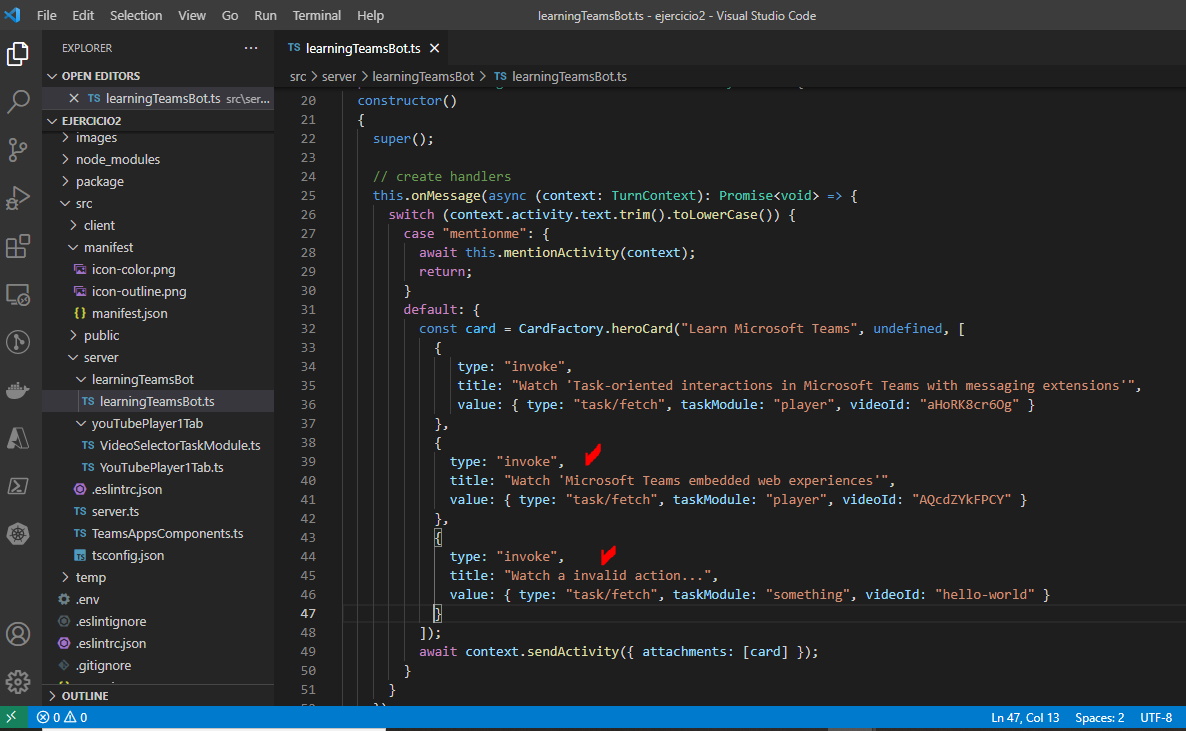 File Edit Selection View Go Run Terminal Help learningTeamsBot.ts - ejercicio2 - Visual Studio Code
EXPLORER ···
OPEN EDITORS
TS learningTeamsBot.ts src\ser...
EJERCICIO2
images
node_modules
package
src
client
manifest
icon-color.png
icon-outline.png
{} manifest.json
public
server
learningTeamsBot
TS learningTeamsBot.ts
youTubePlayer1Tab
TS VideoSelectorTaskModule.ts
TS YouTubePlayer1Tab.ts
.eslintrc.json
TS server.ts
TS TeamsAppsComponents.ts
tsconfig.json
temp
.env
.eslintignore
.eslintrc.json
.gitignore
OUTLINE
TS learningTeamsBot.ts
src > server > learningTeamsBot > TS learningTeamsBot.ts
20 constructor()
21 {
22 super();
23
24 // create handlers
25 this.onMessage(async (context: TurnContext): Promise<void> => {
26 switch (context.activity.text.trim().toLowerCase()) {
27 case "mentionme": {
28 await this.mentionActivity(context);
29 return;
30 }
31 default: {
32 const card = CardFactory.heroCard("Learn Microsoft Teams", undefined, [
33 {
34 type: "invoke",
35 title: "Watch 'Task-oriented interactions in Microsoft Teams with messaging extensions'",
36 value: { type: "task/fetch", taskModule: "player", videoId: "aHoRK8cr6Og" }
37 },
38 {
39 type: "invoke",
40 title: "Watch 'Microsoft Teams embedded web experiences'",
41 value: { type: "task/fetch", taskModule: "player", videoId: "AQcdZYkFPCY" }
42 },
43 {
44 type: "invoke",
45 title: "Watch a invalid action...",
46 value: { type: "task/fetch", taskModule: "something", videoId: "hello-world" }
47 }
48 ]);
49 await context.sendActivity({ attachments: [card] });
50 }
51 }
0 0 Ln 47, Col 13 Spaces: 2 UTF-8